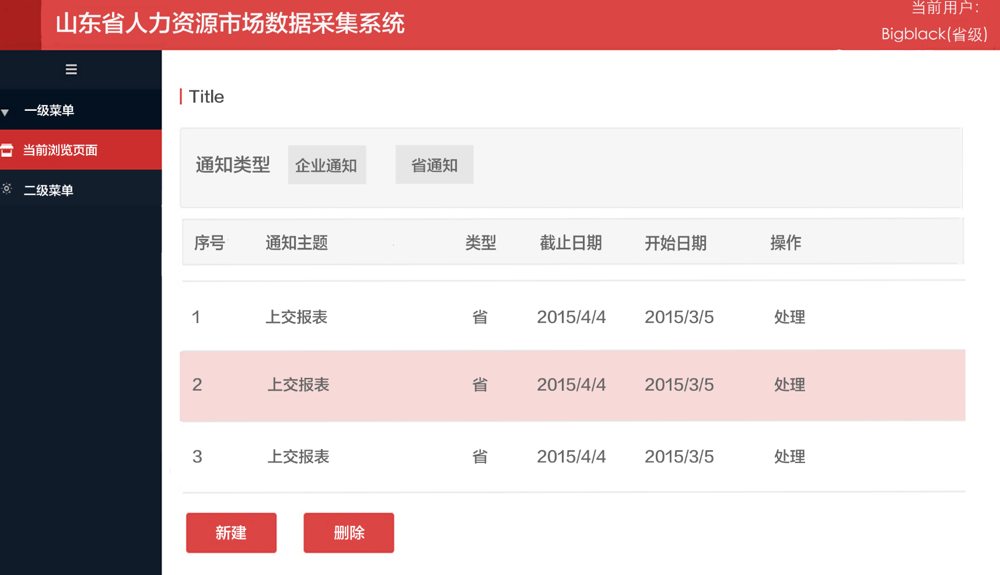 山东省人力资源市场数据采集系统
当前用户:
Bigblack(省级)
一级菜单
当前浏览页面
二级菜单
Title
通知类型 企业通知 省通知
序号 通知主题 类型 截止日期 开始日期 操作
1 上交报表 省 2015/4/4 2015/3/5 处理
2 上交报表 省 2015/4/4 2015/3/5 处理
3 上交报表 省 2015/4/4 2015/3/5 处理
新建 删除